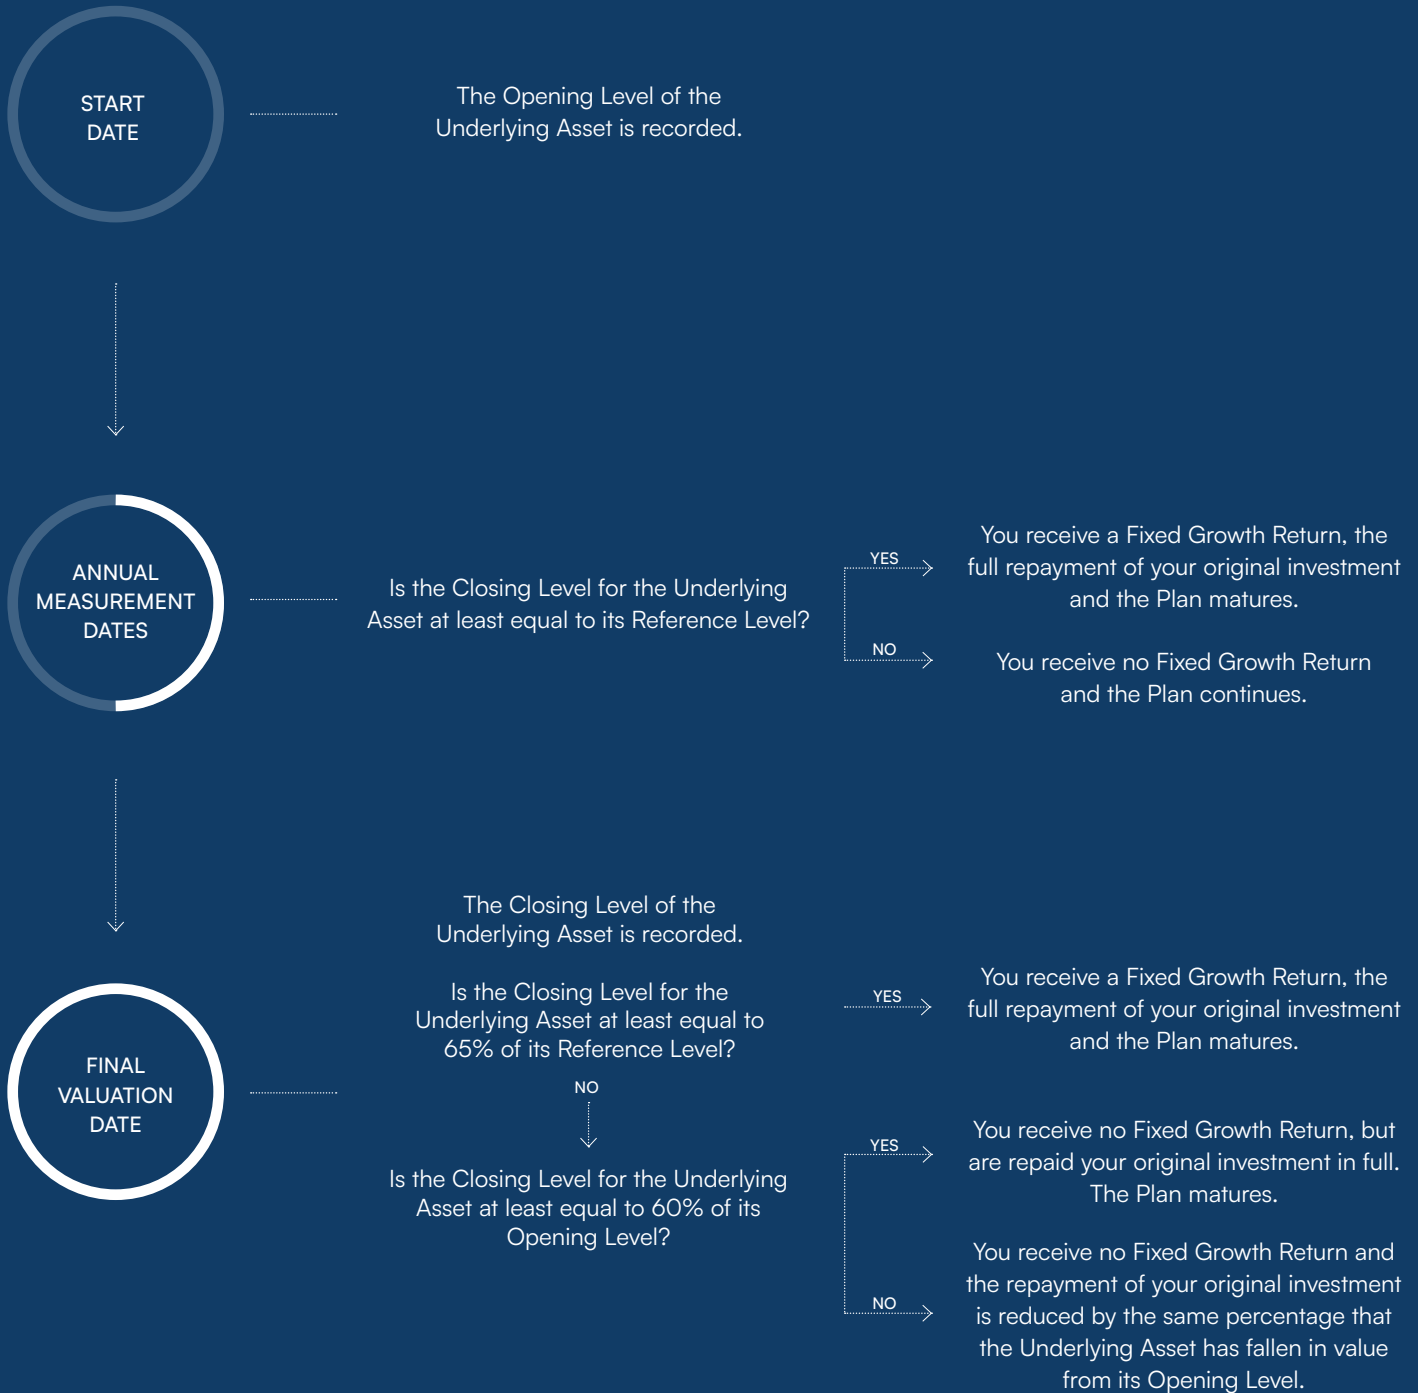 START
DATE
The Opening Level of the
Underlying Asset is recorded.
ANNUAL
MEASUREMENT
DATES
Is the Closing Level for the Underlying
Asset at least equal to its Reference Level?
YES
You receive a Fixed Growth Return, the
full repayment of your original investment
and the Plan matures.
NO
You receive no Fixed Growth Return
and the Plan continues.
FINAL
VALUATION
DATE
The Closing Level of the
Underlying Asset is recorded.
Is the Closing Level for the
Underlying Asset at least equal to
65% of its Reference Level?
YES
You receive a Fixed Growth Return, the
full repayment of your original investment
and the Plan matures.
NO
Is the Closing Level for the Underlying
Asset at least equal to 60% of its
Opening Level?
YES
You receive no Fixed Growth Return, but
are repaid your original investment in full.
The Plan matures.
NO
You receive no Fixed Growth Return and
the repayment of your original investment
is reduced by the same percentage that
the Underlying Asset has fallen in value
from its Opening Level.